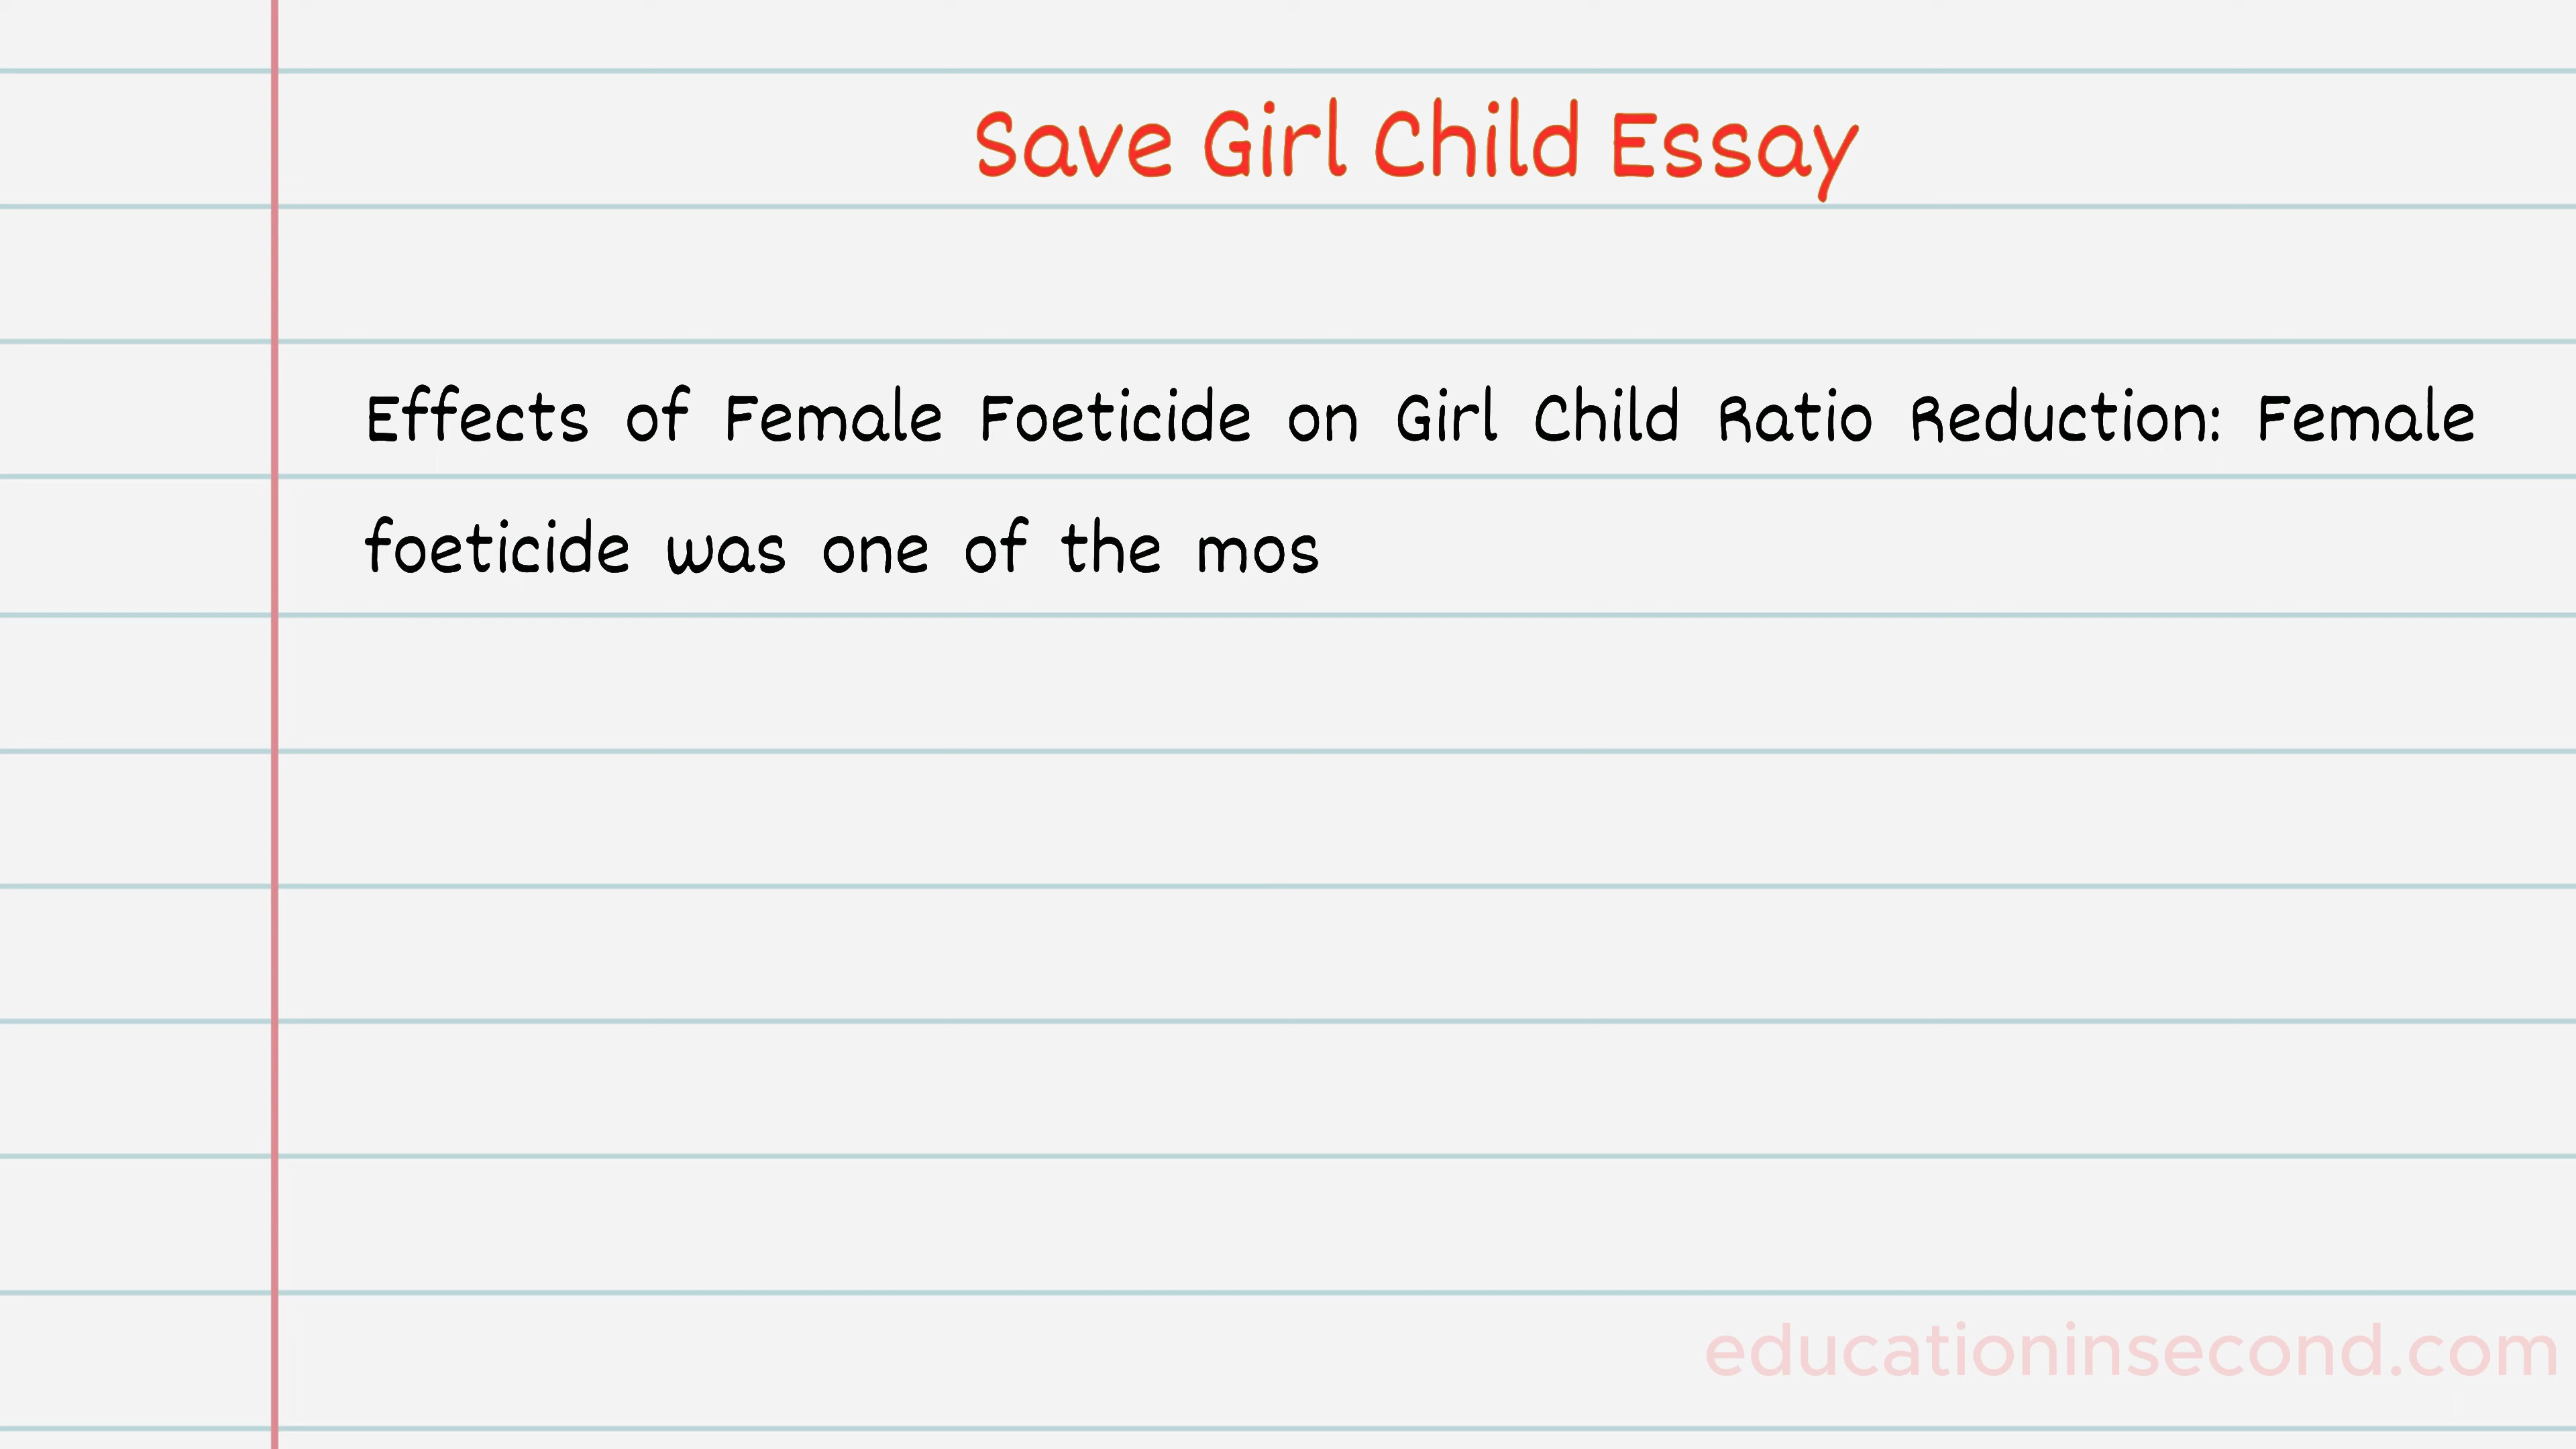 Save Girl Child Essay
Effects of Female Foeticide on Girl Child Ratio Reduction: Female
foeticide was one of the mos
educationinsecond.com